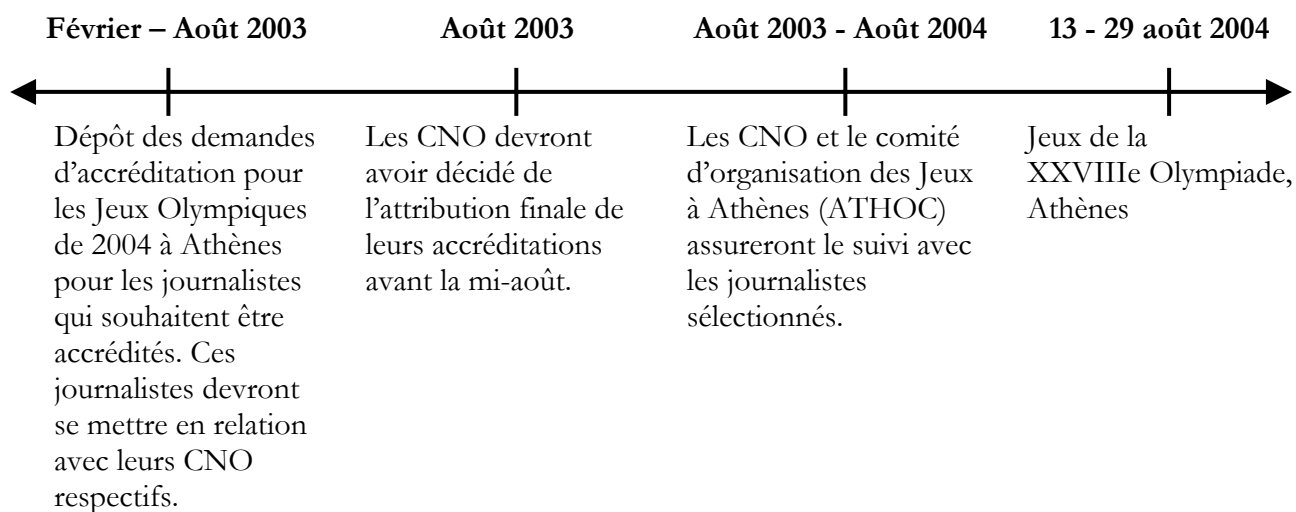 Février – Août 2003
Août 2003
Août 2003 - Août 2004
13 - 29 août 2004
Dépôt des demandes
d’accréditation pour
les Jeux Olympiques
de 2004 à Athènes
pour les journalistes
qui souhaitent être
accrédités. Ces
journalistes devront
se mettre en relation
avec leurs CNO
respectifs.
Les CNO devront
avoir décidé de
l’attribution finale de
leurs accréditations
avant la mi-août.
Les CNO et le comité
d’organisation des Jeux
à Athènes (ATHOC)
assureront le suivi avec
les journalistes
sélectionnés.
Jeux de la
XXVIIIe Olympiade,
Athènes